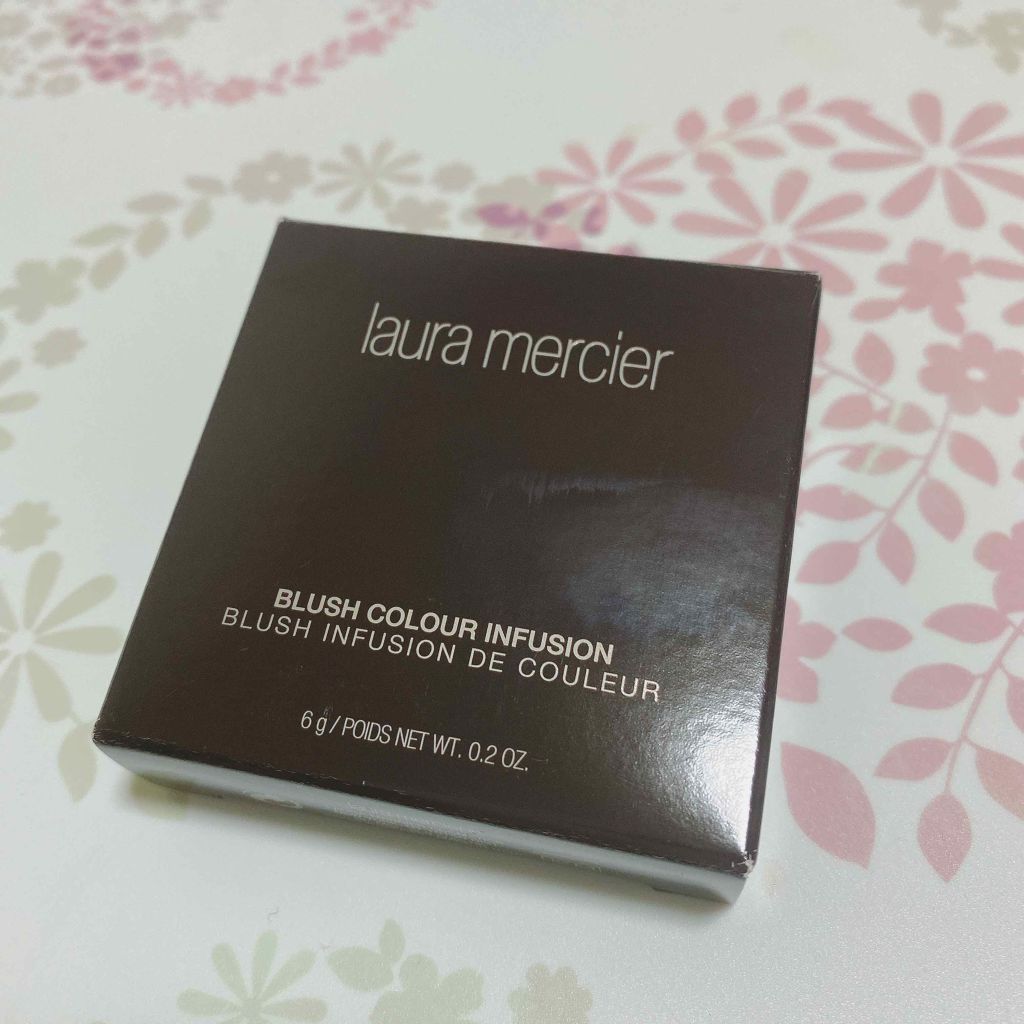 laura mercier
BLUSH COLOUR INFUSION
BLUSH INFUSION DE COULEUR
6 g / POIDS NET WT. 0.2 OZ.